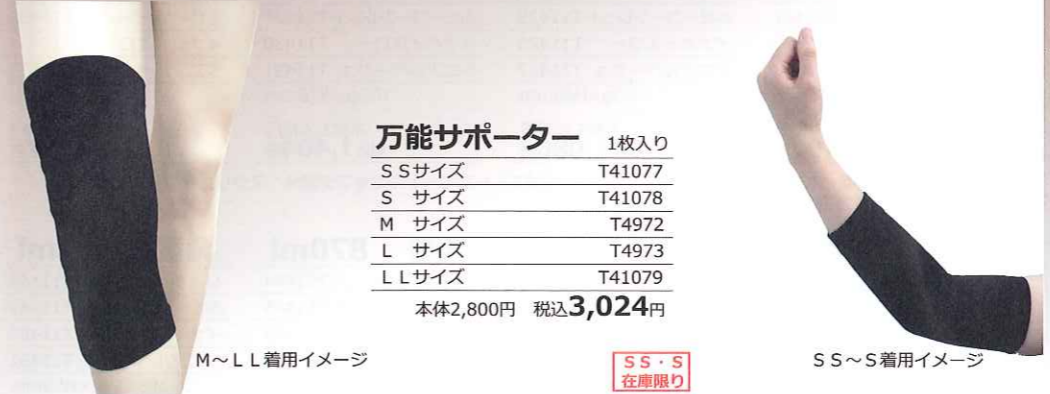 万能サポーター 1枚入り
SSサイズ T41077
S サイズ T41078
M サイズ T4972
L サイズ T4973
LLサイズ T41079
本体2,800円 税込3,024円
M～LL着用イメージ
SS・S
在庫限り
SS～S着用イメージ